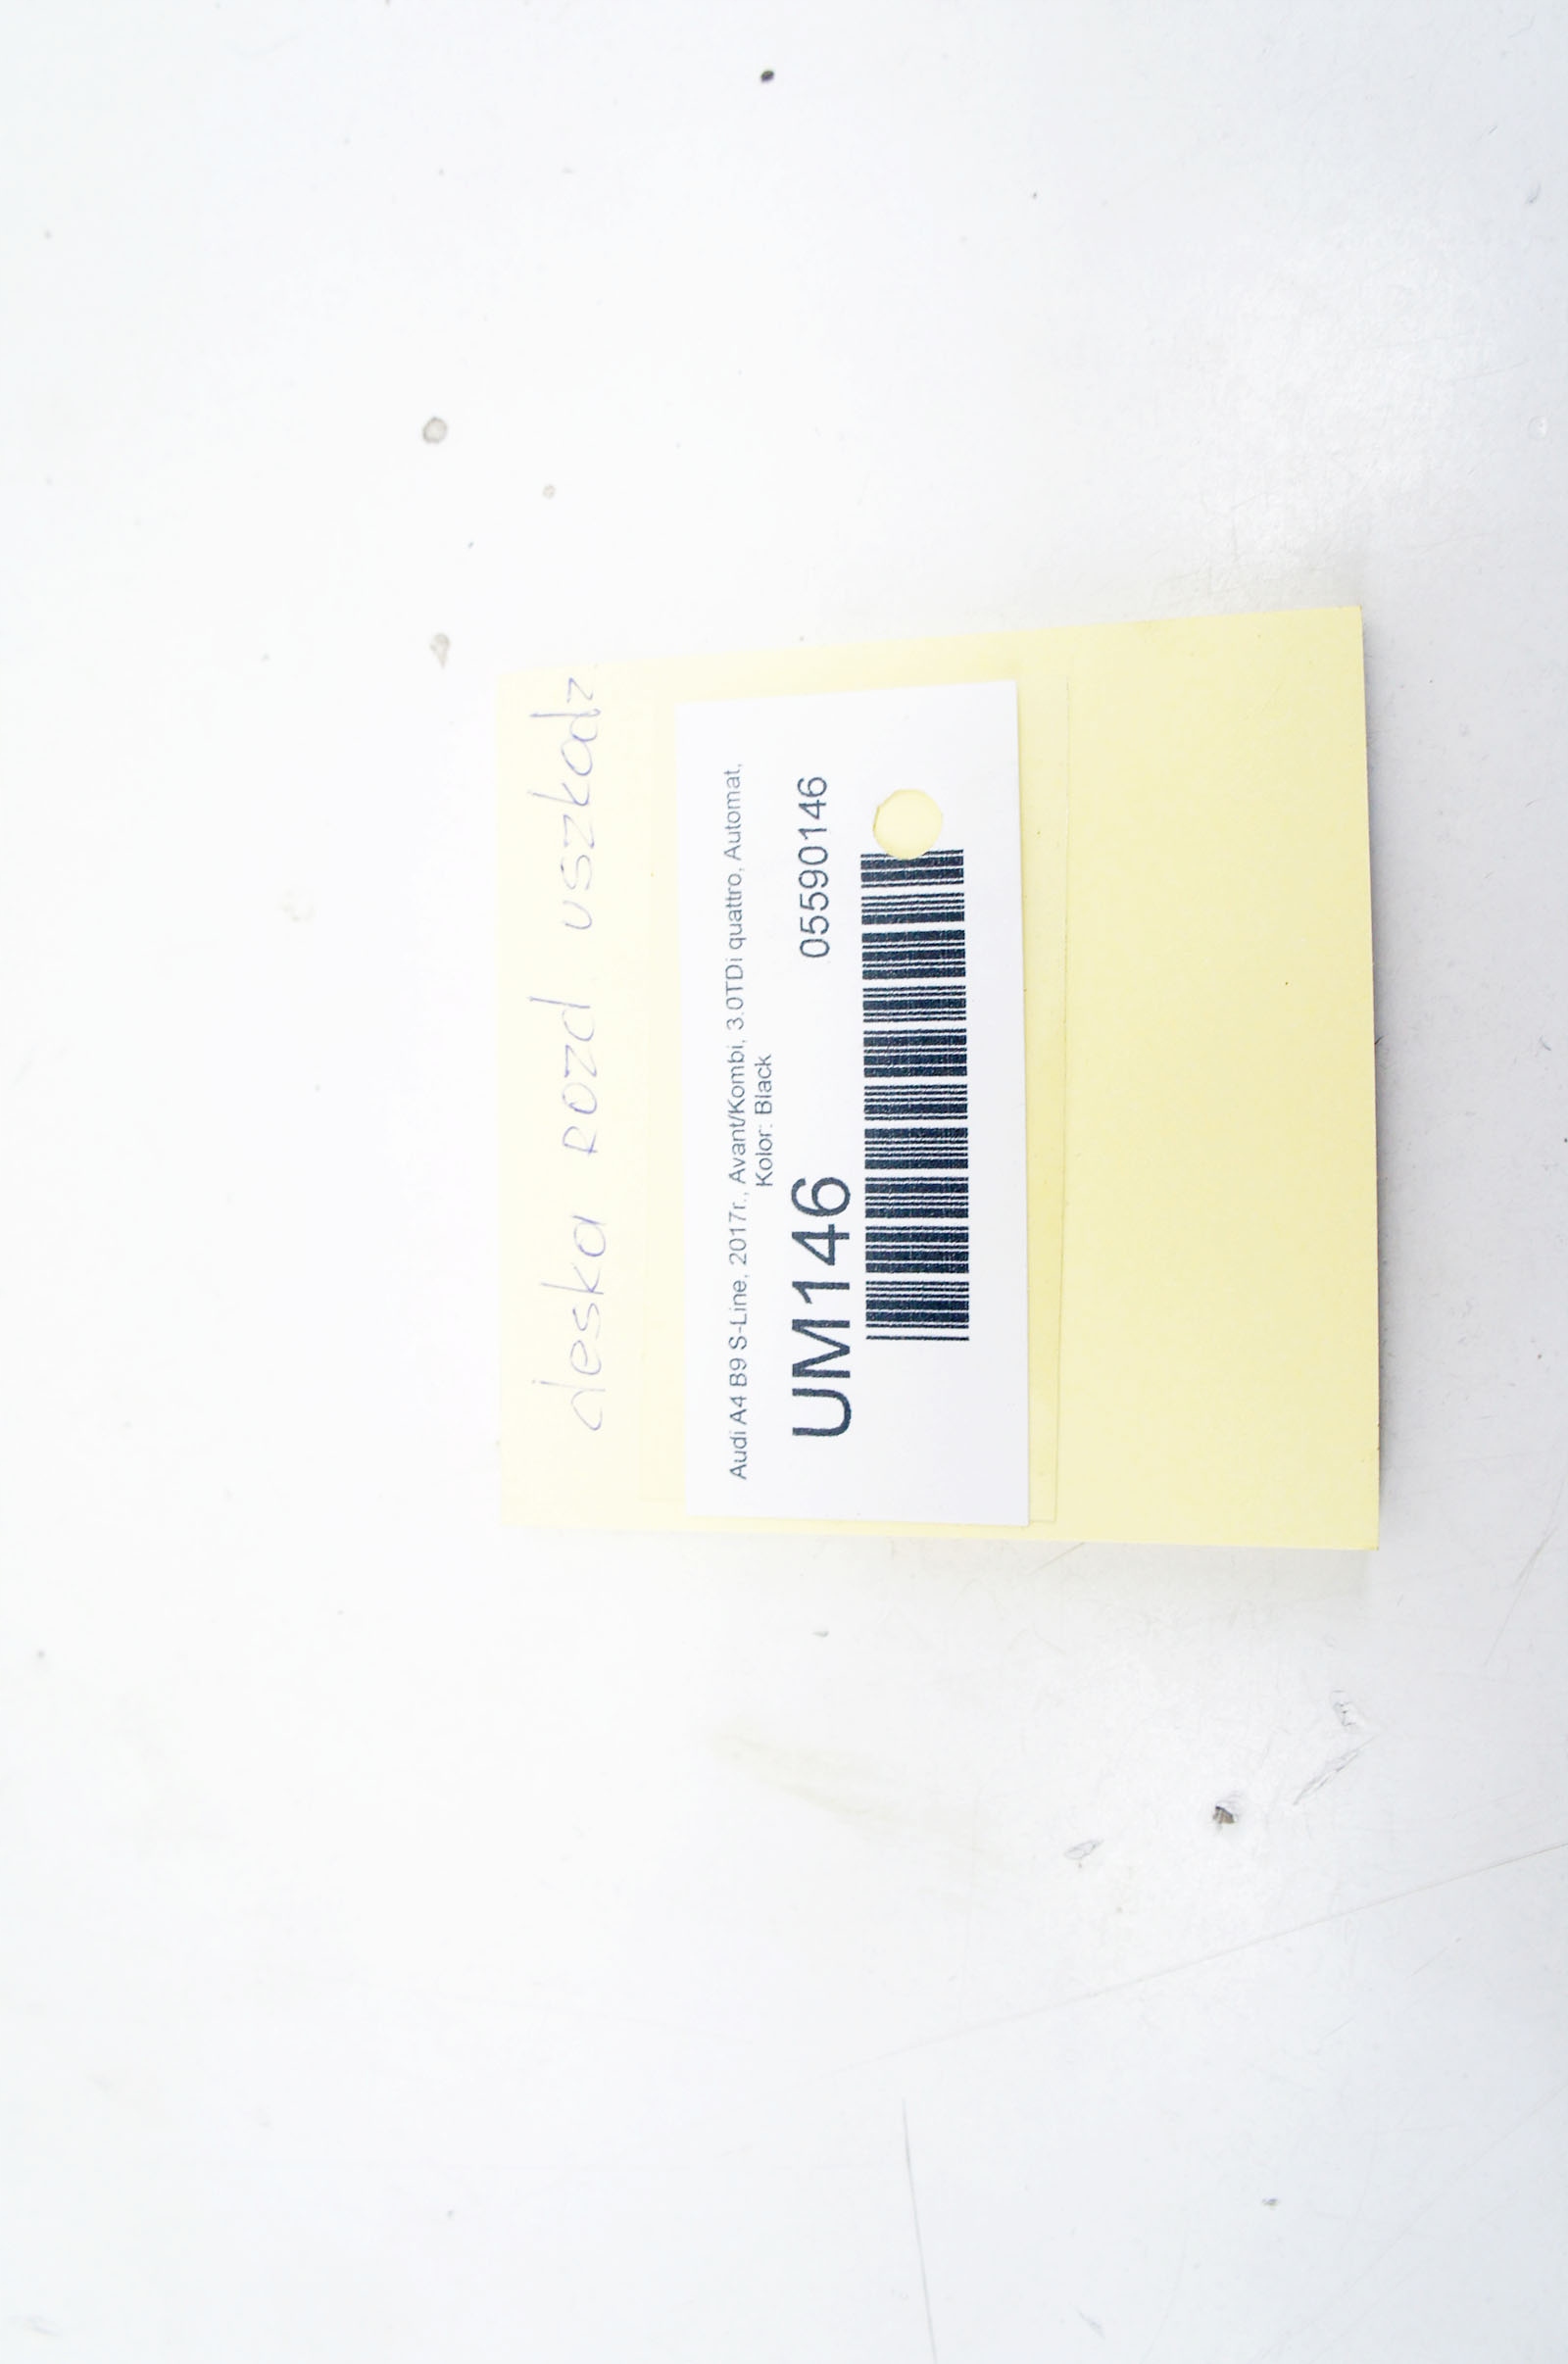 deska rozd uszkodz
Audi A4 B9 S-Line, 2017r., Avant/Kombi, 3.0TDi quattro, Automat,
Kolor: Black
UM146 05590146